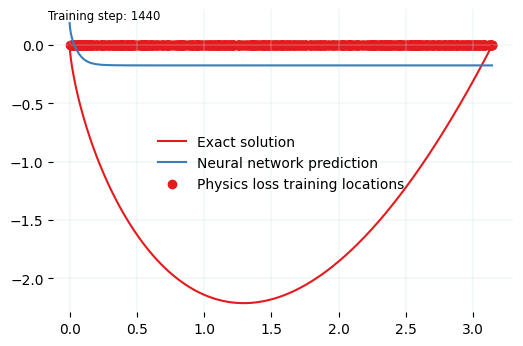 Training step: 1440
0.0
−0.5
−1.0
−1.5
−2.0
Exact solution
Neural network prediction
Physics loss training locations
0.0 0.5 1.0 1.5 2.0 2.5 3.0